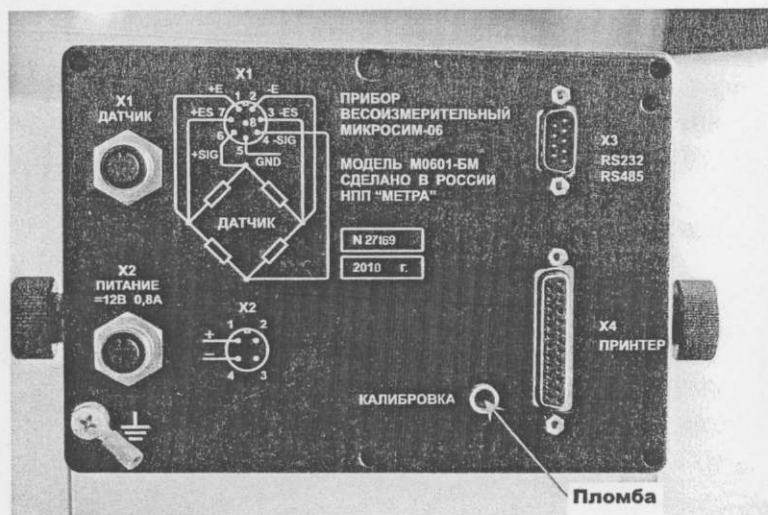 X1
ДАТЧИК
X1
+E
1
2
-E
+ES
7
8
3
-ES
6
5
4
-SIG
+SIG
GND
ДАТЧИК
ПРИБОР
ВЕСОИЗМЕРИТЕЛЬНЫЙ
МИКРОСИМ-06
МОДЕЛЬ М0601-БМ
СДЕЛАНО В РОССИИ
НПП "МЕТРА"
N 27169
2010 г.
X3
RS232
RS485
X2
ПИТАНИЕ
=12В 0,8А
X2
1
2
+
−
4
3
X4
ПРИНТЕР
КАЛИБРОВКА
Пломба